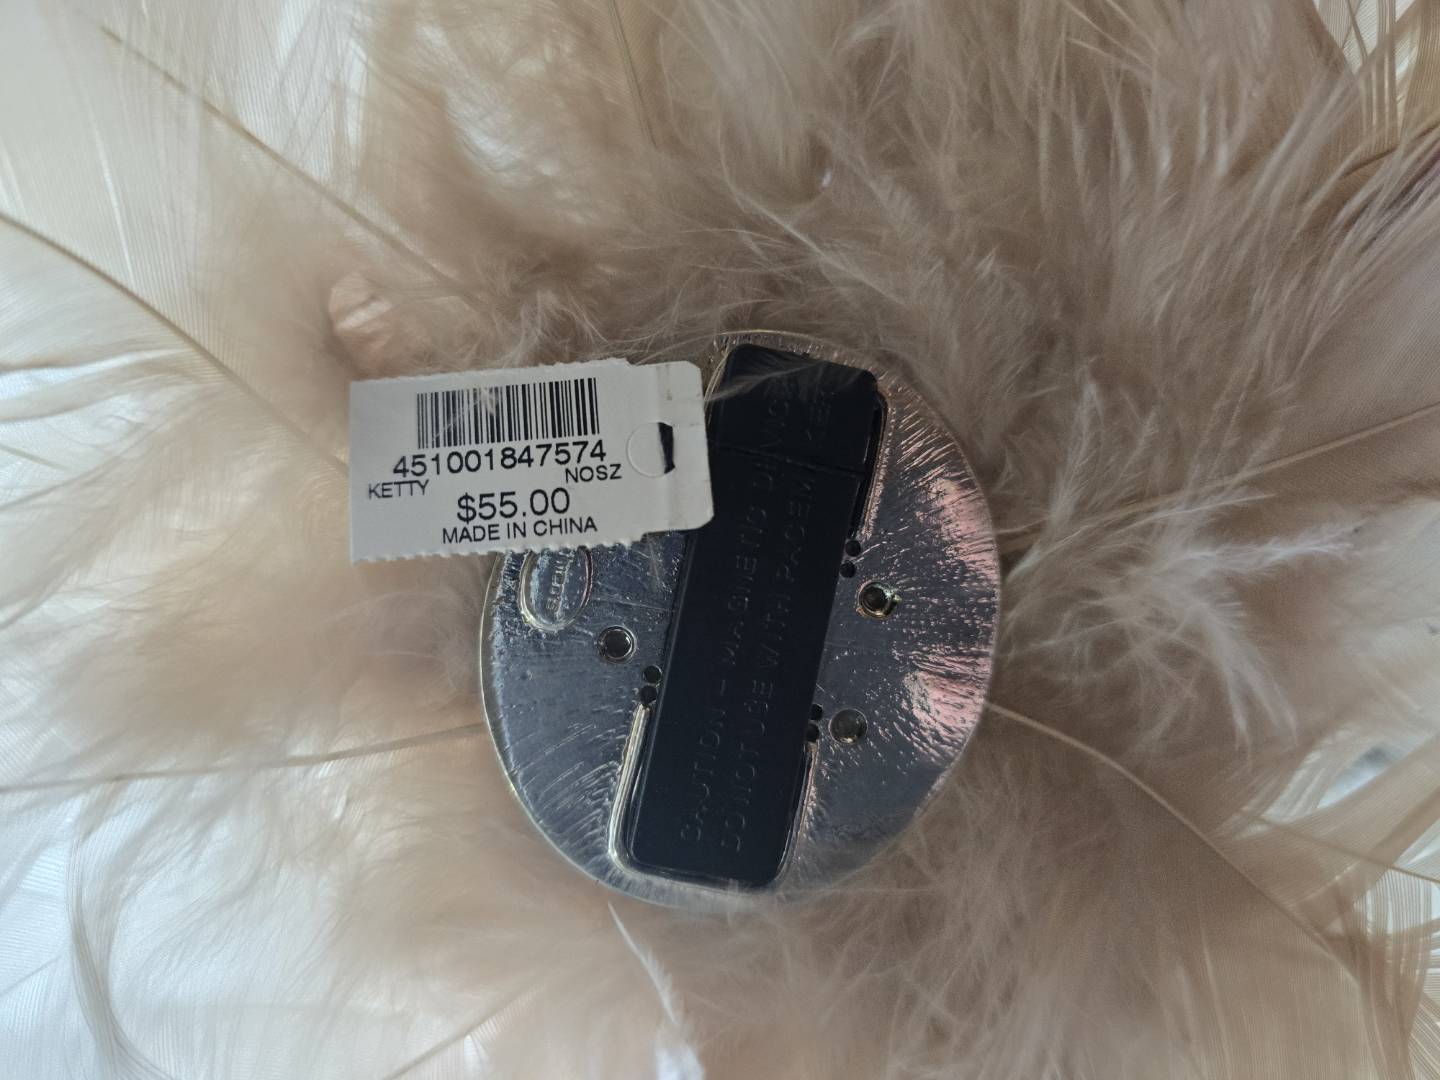 451001847574
KETTY NOSZ
$55.00
MADE IN CHINA
CAUTION - MAGNETIC DEVICE
DO NOT USE WITH PACEMAKER